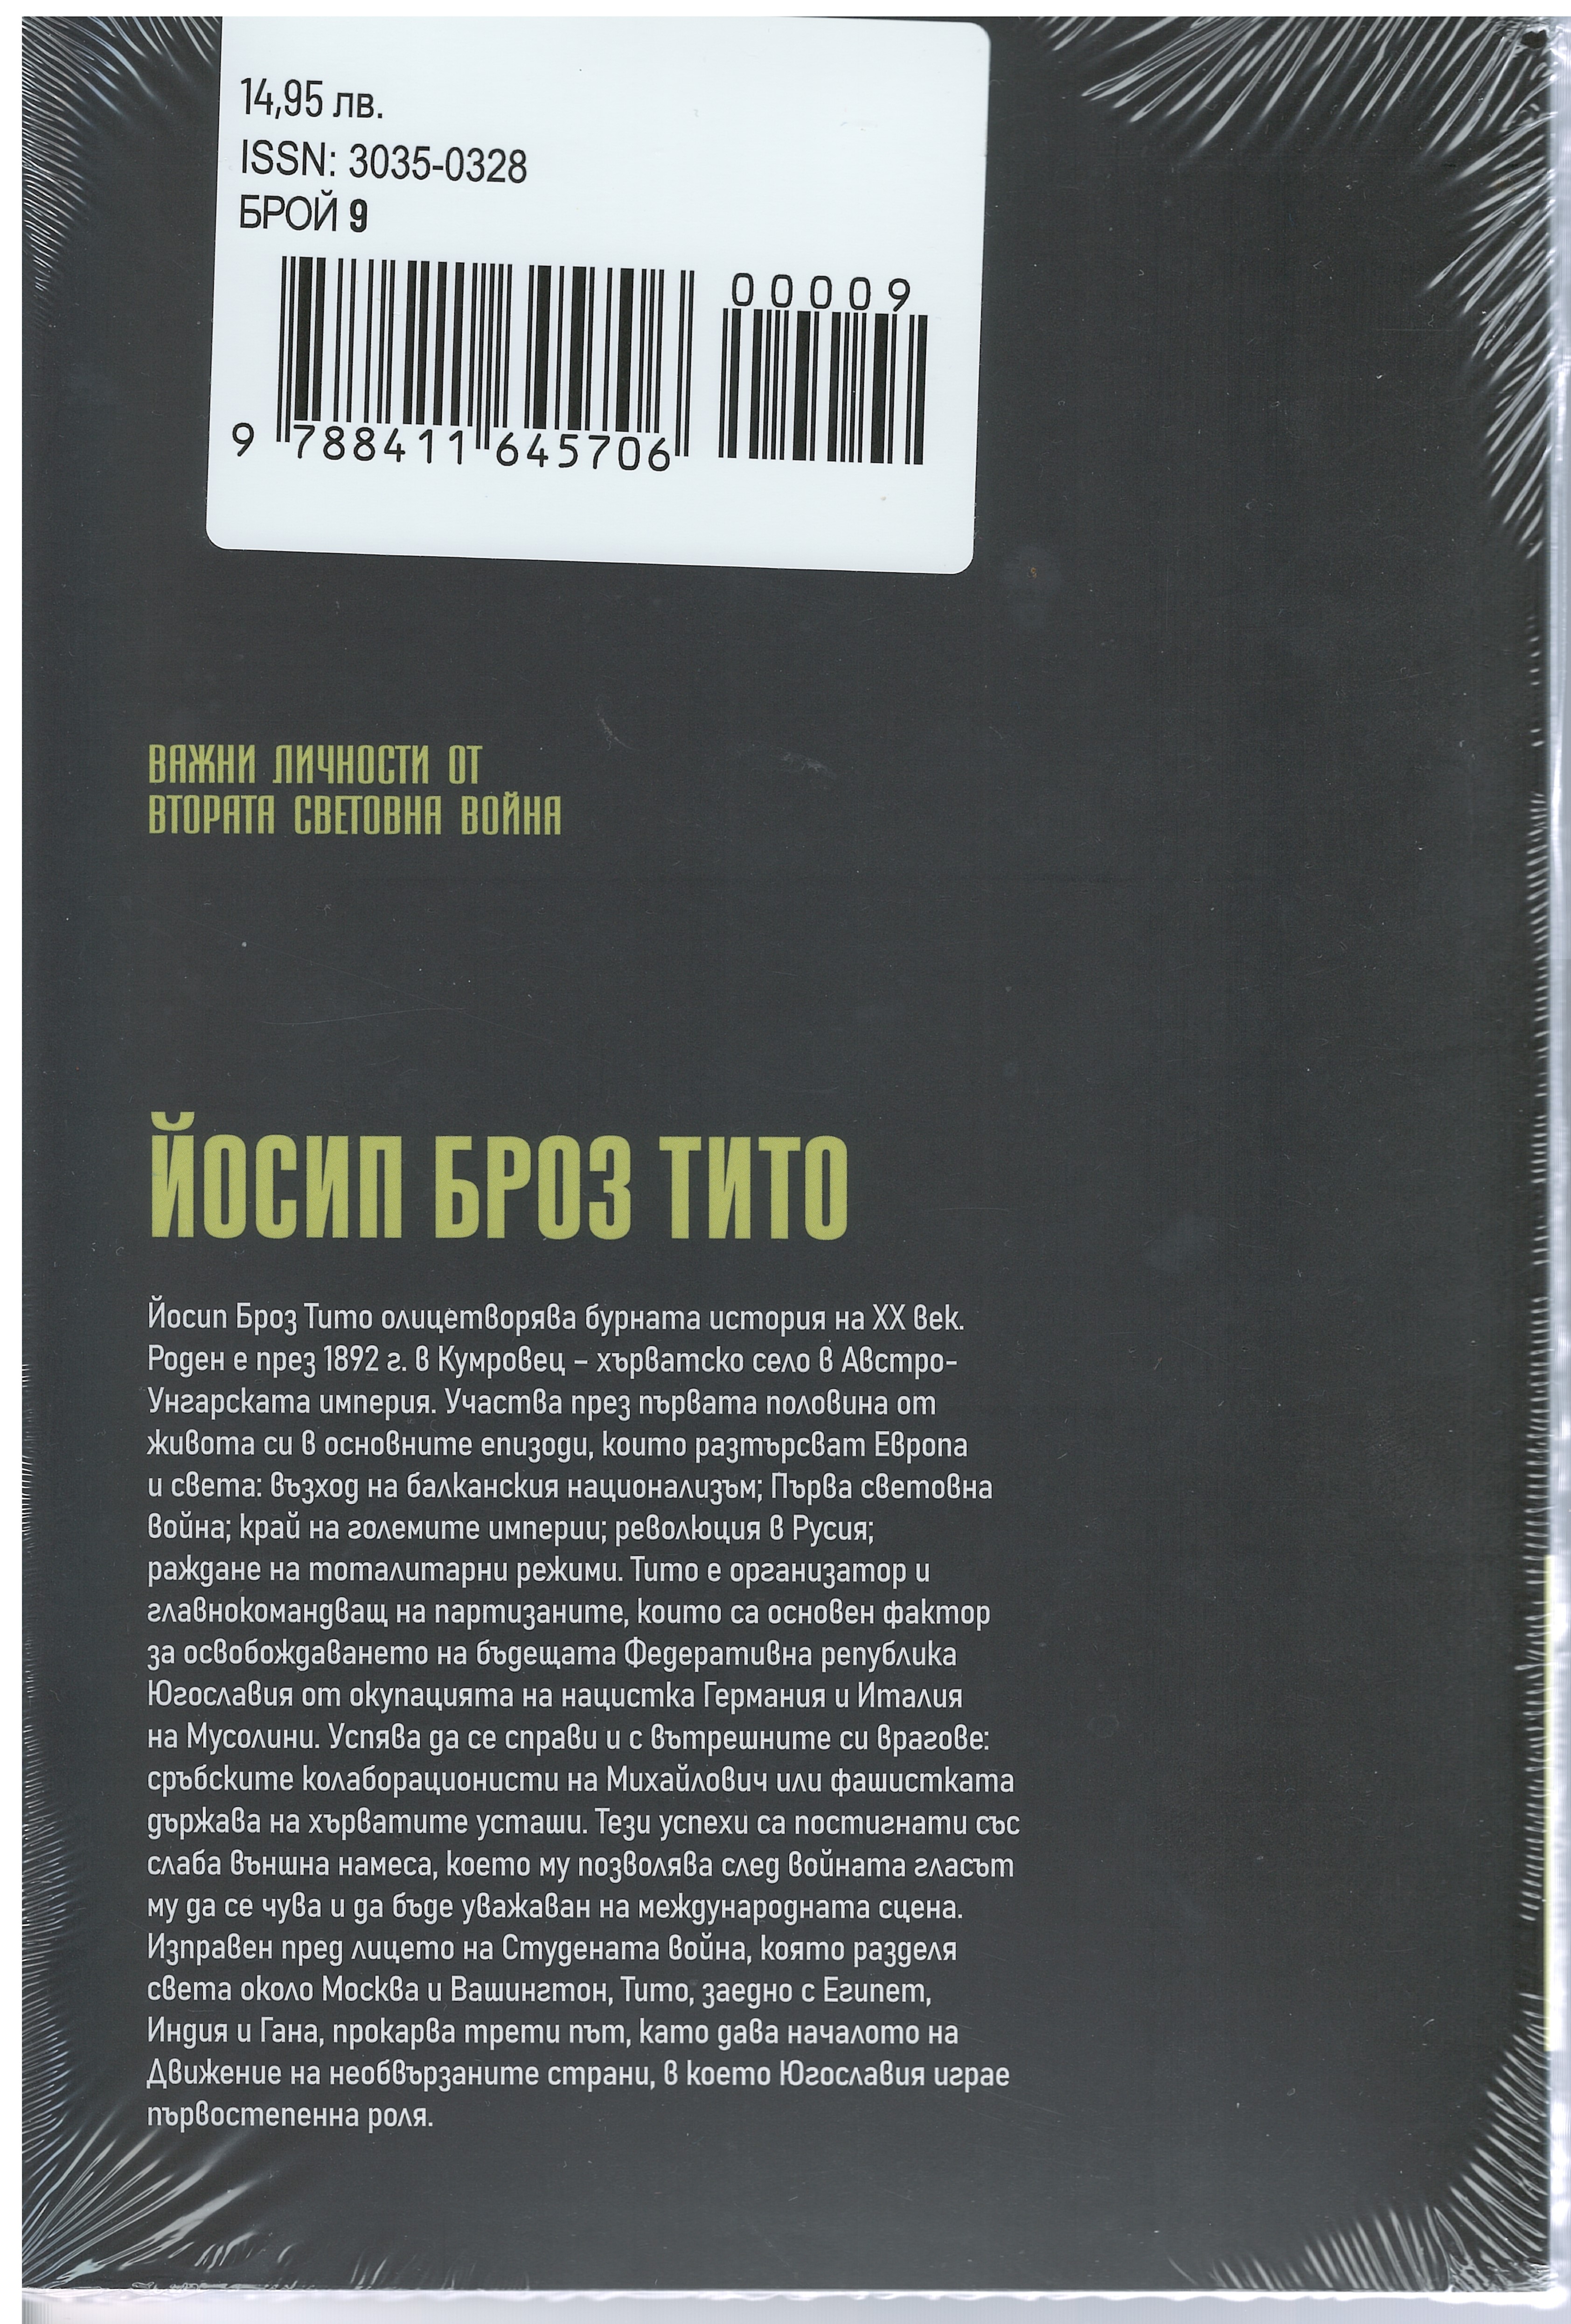 14,95 лв.
ISSN: 3035-0328
БРОЙ 9
00009
9 788411 645706
ВАЖНИ ЛИЧНОСТИ ОТ
ВТОРАТА СВЕТОВНА ВОЙНА
ЙОСИП БРОЗ ТИТО
Йосип Броз Тито олицетворява бурната история на XX век.
Роден е през 1892 г. в Кумровец – хърватско село в Австро-
Унгарската империя. Участва през първата половина от
живота си в основните епизоди, които разтърсват Европа
и света: възход на балканския национализъм; Първа световна
война; край на големите империи; революция в Русия;
раждане на тоталитарни режими. Тито е организатор и
главнокомандващ на партизаните, които са основен фактор
за освобождаването на бъдещата Федеративна република
Югославия от окупацията на нацистка Германия и Италия
на Мусолини. Успява да се справи и с вътрешните си врагове:
сръбските колаборационисти на Михайлович или фашистката
държава на хърватите усташи. Тези успехи са постигнати със
слаба външна намеса, което му позволява след войната гласът
му да се чува и да бъде уважаван на международната сцена.
Изправен пред лицето на Студената война, която разделя
света около Москва и Вашингтон, Тито, заедно с Египет,
Индия и Гана, прокарва трети път, като дава началото на
Движение на необвързаните страни, в което Югославия играе
първостепенна роля.